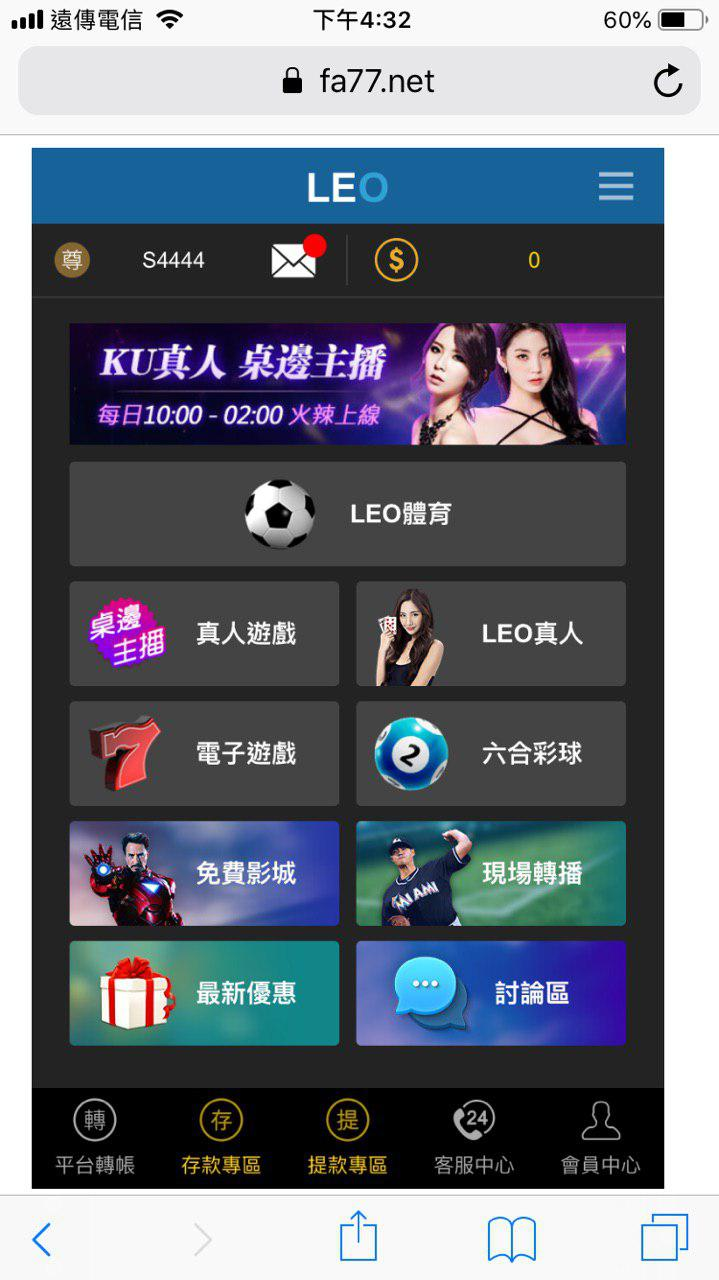 遠傳電信 下午4:32 60%
fa77.net
LEO
尊 S4444 $ 0
KU真人 桌邊主播
每日10:00 - 02:00 火辣上線
LEO體育
桌邊
主播
真人遊戲
LEO真人
7
電子遊戲
2
六合彩球
免費影城
MIAMI
現場轉播
最新優惠
討論區
轉 存 提 24
平台轉帳 存款專區 提款專區 客服中心 會員中心